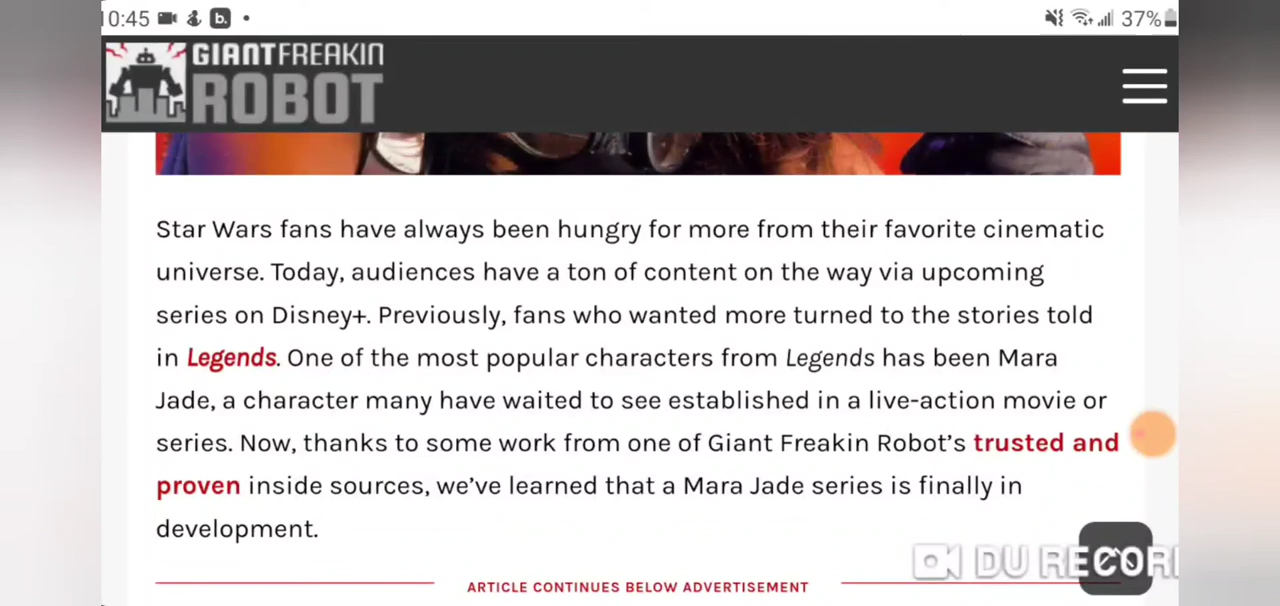 10:45 b. 37%
GIANTFREAKIN
ROBOT
Star Wars fans have always been hungry for more from their favorite cinematic
universe. Today, audiences have a ton of content on the way via upcoming
series on Disney+. Previously, fans who wanted more turned to the stories told
in Legends. One of the most popular characters from Legends has been Mara
Jade, a character many have waited to see established in a live-action movie or
series. Now, thanks to some work from one of Giant Freakin Robot's trusted and
proven inside sources, we've learned that a Mara Jade series is finally in
development.
DU RECOR
ARTICLE CONTINUES BELOW ADVERTISEMENT